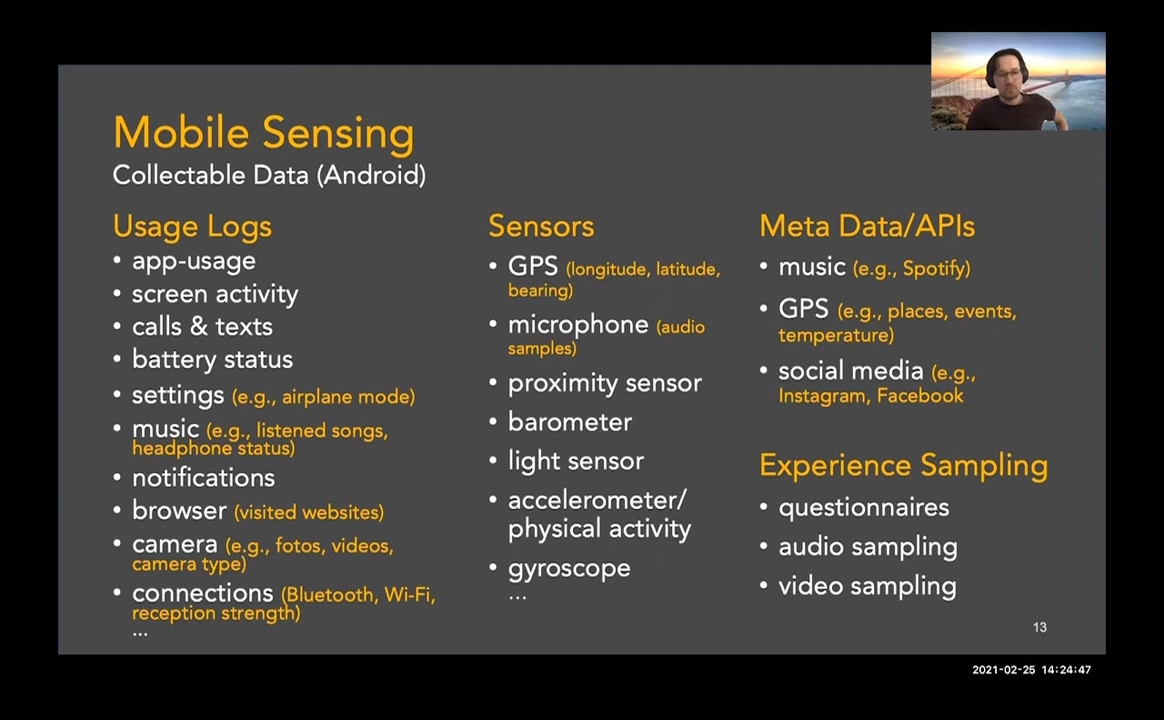 Mobile Sensing
Collectable Data (Android)
Usage Logs
• app-usage
• screen activity
• calls & texts
• battery status
• settings (e.g., airplane mode)
• music (e.g., listened songs,
headphone status)
• notifications
• browser (visited websites)
• camera (e.g., fotos, videos,
camera type)
• connections (Bluetooth, Wi-Fi,
reception strength)
...
Sensors
• GPS (longitude, latitude,
bearing)
• microphone (audio
samples)
• proximity sensor
• barometer
• light sensor
• accelerometer/
physical activity
• gyroscope
...
Meta Data/APIs
• music (e.g., Spotify)
• GPS (e.g., places, events,
temperature)
• social media (e.g.,
Instagram, Facebook
Experience Sampling
• questionnaires
• audio sampling
• video sampling
13
2021-02-25 14:24:47